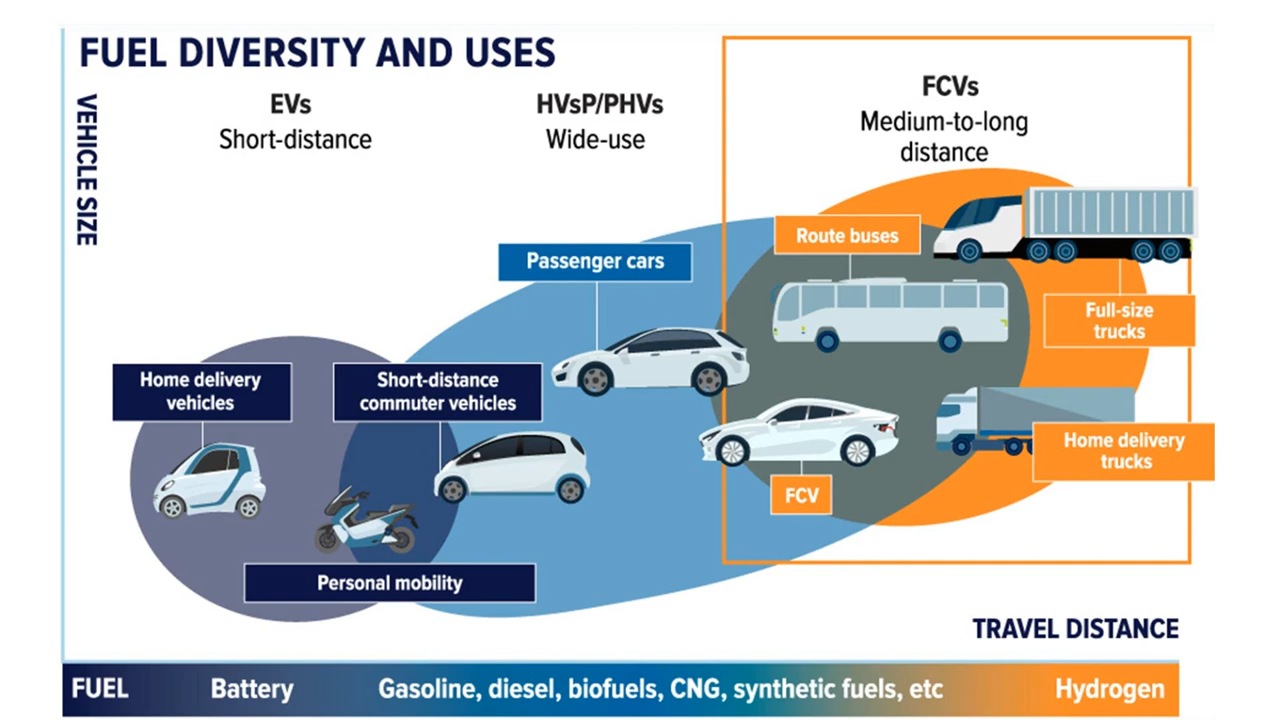 FUEL DIVERSITY AND USES
VEHICLE SIZE
EVs
Short-distance
HVsP/PHVs
Wide-use
FCVs
Medium-to-long
distance
Route buses
Passenger cars
Full-size
trucks
Home delivery
vehicles
Short-distance
commuter vehicles
Home delivery
trucks
FCV
Personal mobility
TRAVEL DISTANCE
FUEL
Battery
Gasoline, diesel, biofuels, CNG, synthetic fuels, etc
Hydrogen